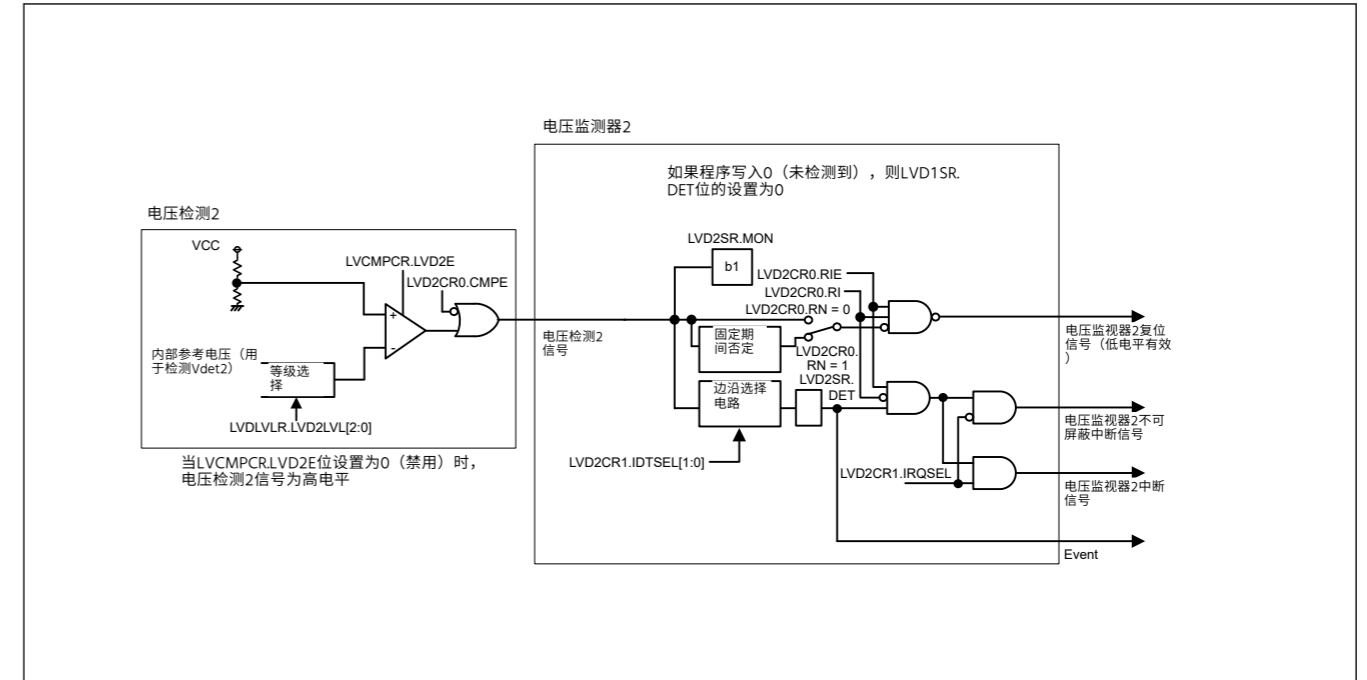 电压监测器2
如果程序写入0（未检测到），则LVD1SR.
DET位的设置为0
电压检测2
VCC
LVCMPCR.LVD2E
LVD2CR0.CMPE
+
-
内部参考电压（用
于检测Vdet2）
等级选
择
LVDLVLR.LVD2LVL[2:0]
当LVCMPCR.LVD2E位设置为0（禁用）时，
电压检测2信号为高电平
电压检测2
信号
LVD2SR.MON
b1
LVD2CR0.RIE
LVD2CR0.RI
LVD2CR0.RN = 0
固定期
间否定
LVD2CR0.
RN = 1
LVD2SR.
DET
边沿选择
电路
LVD2CR1.IDTSEL[1:0]
LVD2CR1.IRQSEL
电压监视器2复位
信号（低电平有效
）
电压监视器2不可
屏蔽中断信号
电压监视器2中断
信号
Event